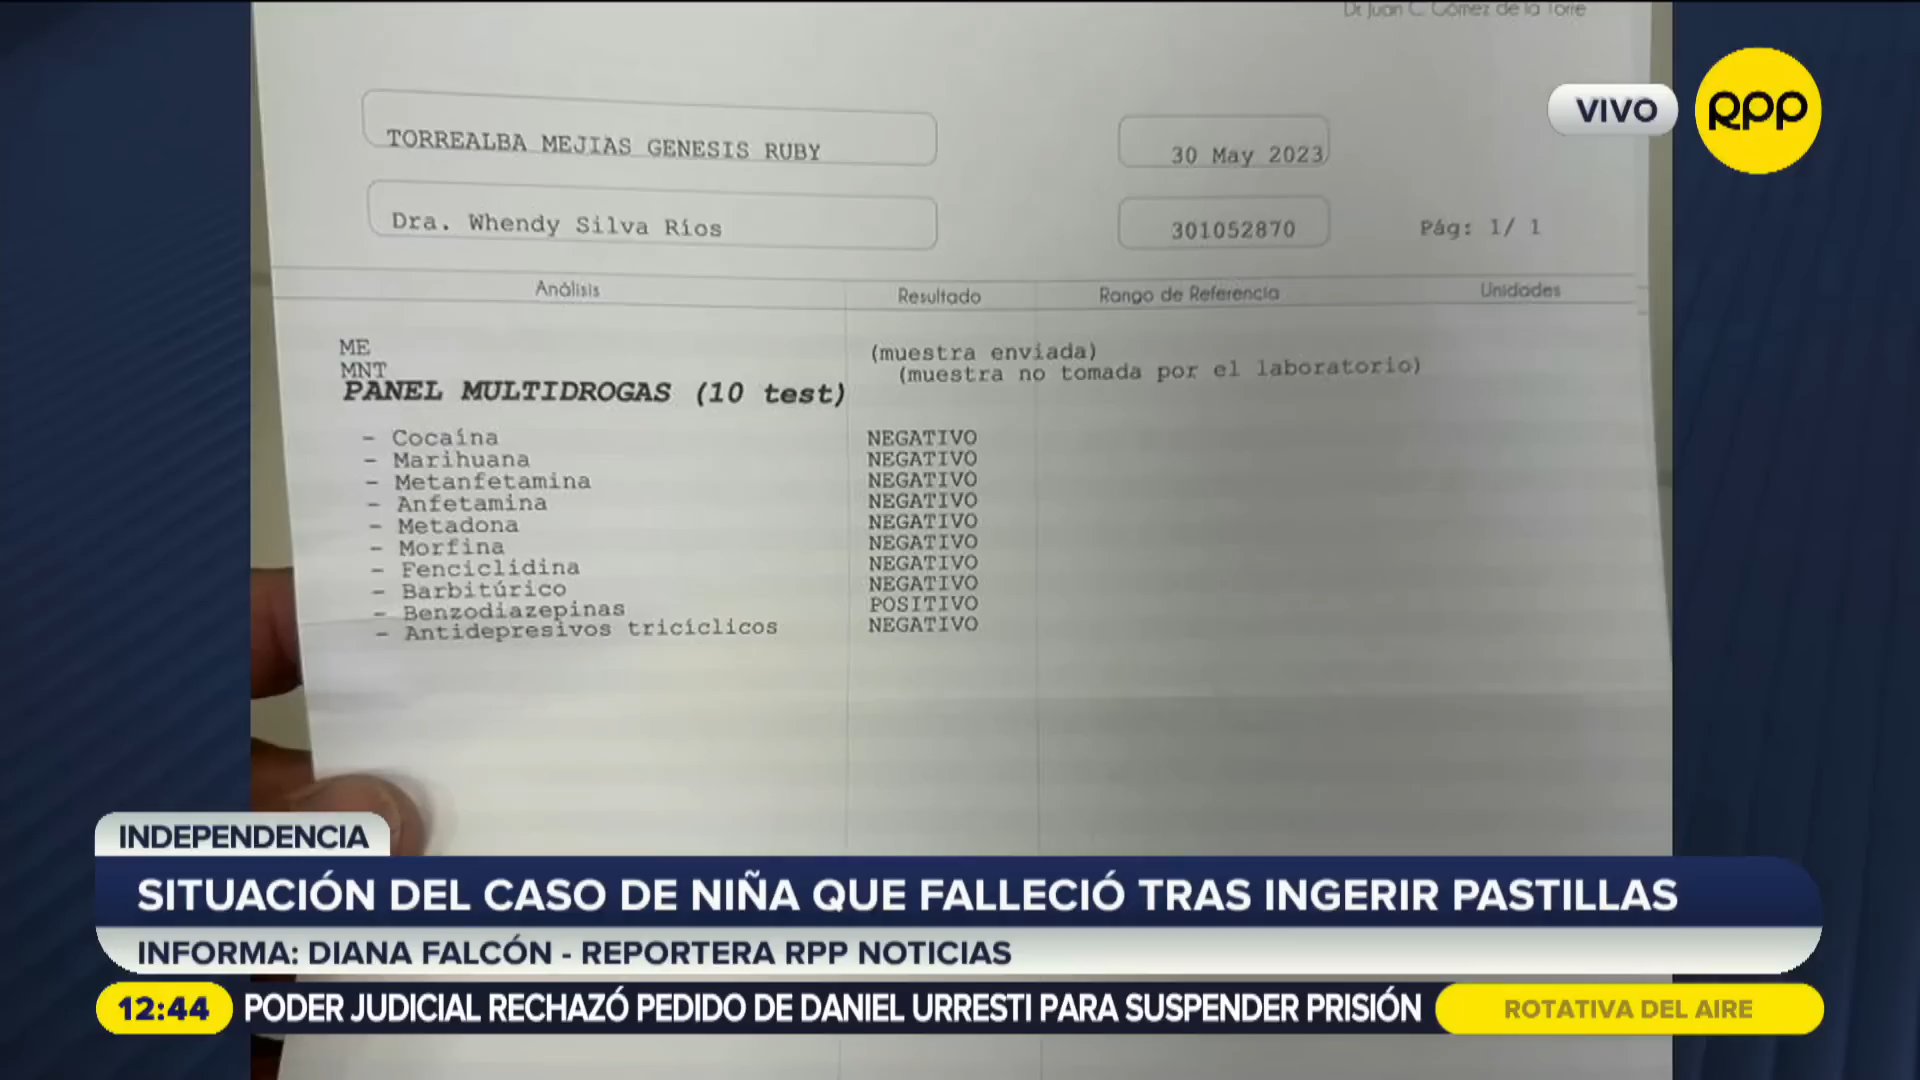 Dr. Juan C. Gómez de la Torre
VIVO
rpp
TORREALBA MEJIAS GENESIS RUBY
30 May 2023
Dra. Whendy Silva Ríos
301052870
Pág: 1/ 1
Análisis Resultado Rango de Referencia Unidades
ME (muestra enviada)
MNT (muestra no tomada por el laboratorio)
PANEL MULTIDROGAS (10 test)
- Cocaína NEGATIVO
- Marihuana NEGATIVO
- Metanfetamina NEGATIVO
- Anfetamina NEGATIVO
- Metadona NEGATIVO
- Morfina NEGATIVO
- Fenciclidina NEGATIVO
- Barbitúrico NEGATIVO
- Benzodiazepinas POSITIVO
- Antidepresivos tricíclicos NEGATIVO
INDEPENDENCIA
SITUACIÓN DEL CASO DE NIÑA QUE FALLECIÓ TRAS INGERIR PASTILLAS
INFORMA: DIANA FALCÓN - REPORTERA RPP NOTICIAS
12:44 PODER JUDICIAL RECHAZÓ PEDIDO DE DANIEL URRESTI PARA SUSPENDER PRISIÓN
ROTATIVA DEL AIRE